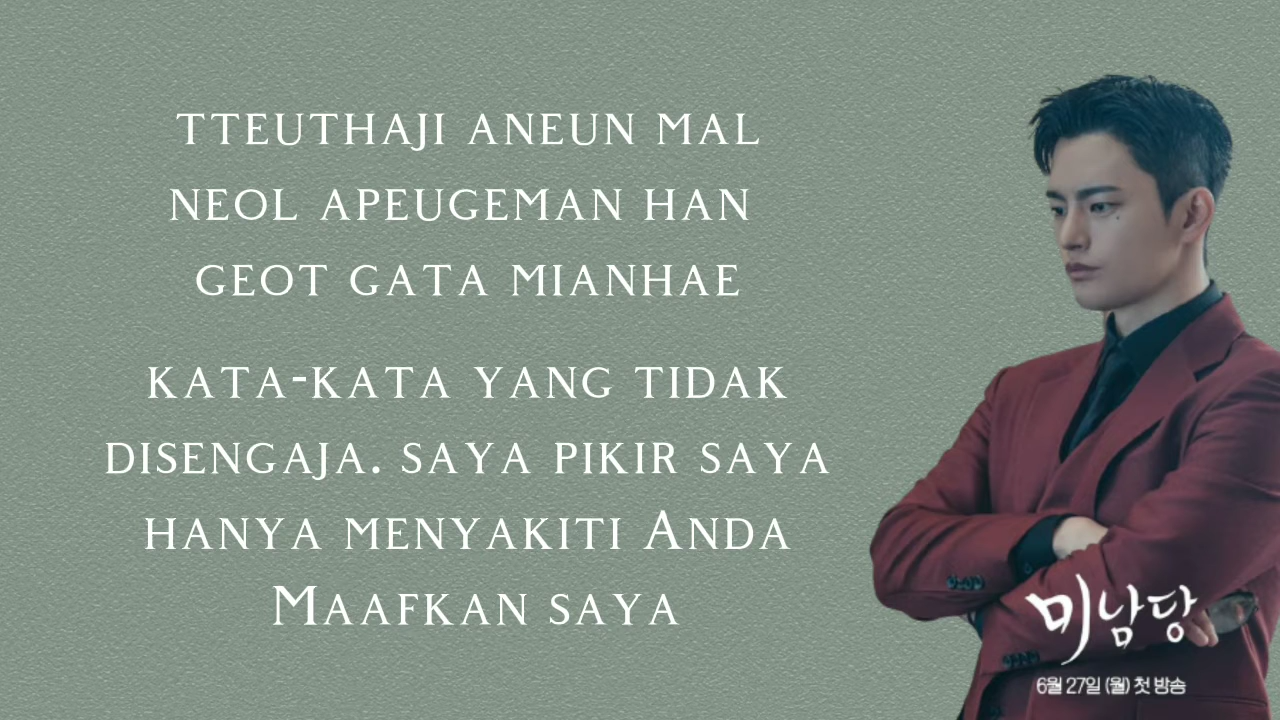 TTEUTHAJI ANEUN MAL
NEOL APEUGEMAN HAN
GEOT GATA MIANHAE
KATA-KATA YANG TIDAK
DISENGAJA. SAYA PIKIR SAYA
HANYA MENYAKITI ANDA
MAAFKAN SAYA
미남당
6월 27일 (월) 첫 방송